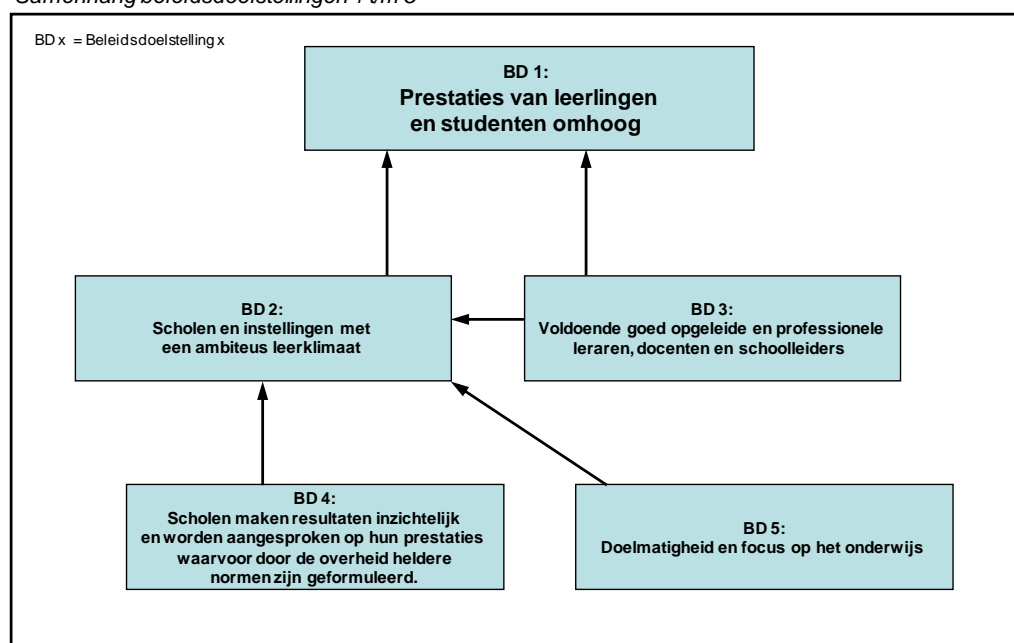 BD x = Beleidsdoelstelling x
BD 1:
Prestaties van leerlingen
en studenten omhoog
BD 2:
Scholen en instellingen met
een ambiteus leerklimaat
BD 3:
Voldoende goed opgeleide en professionele
leraren, docenten en schoolleiders
BD 4:
Scholen maken resultaten inzichtelijk
en worden aangesproken op hun prestaties
waarvoor door de overheid heldere
normen zijn geformuleerd.
BD 5:
Doelmatigheid en focus op het onderwijs